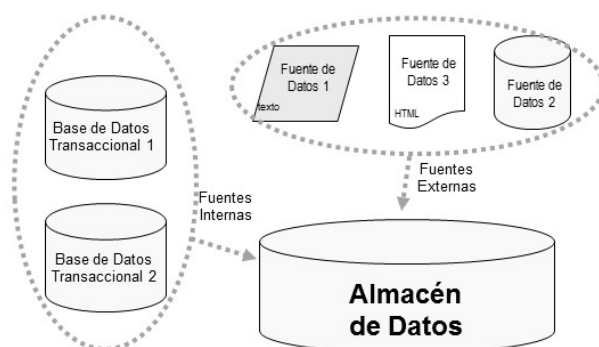 Base de Datos
Transaccional 1
Base de Datos
Transaccional 2
Fuentes
Internas
Fuente de
Datos 1
texto
Fuente de
Datos 3
HTML
Fuente de
Datos 2
Fuentes
Externas
Almacén
de Datos